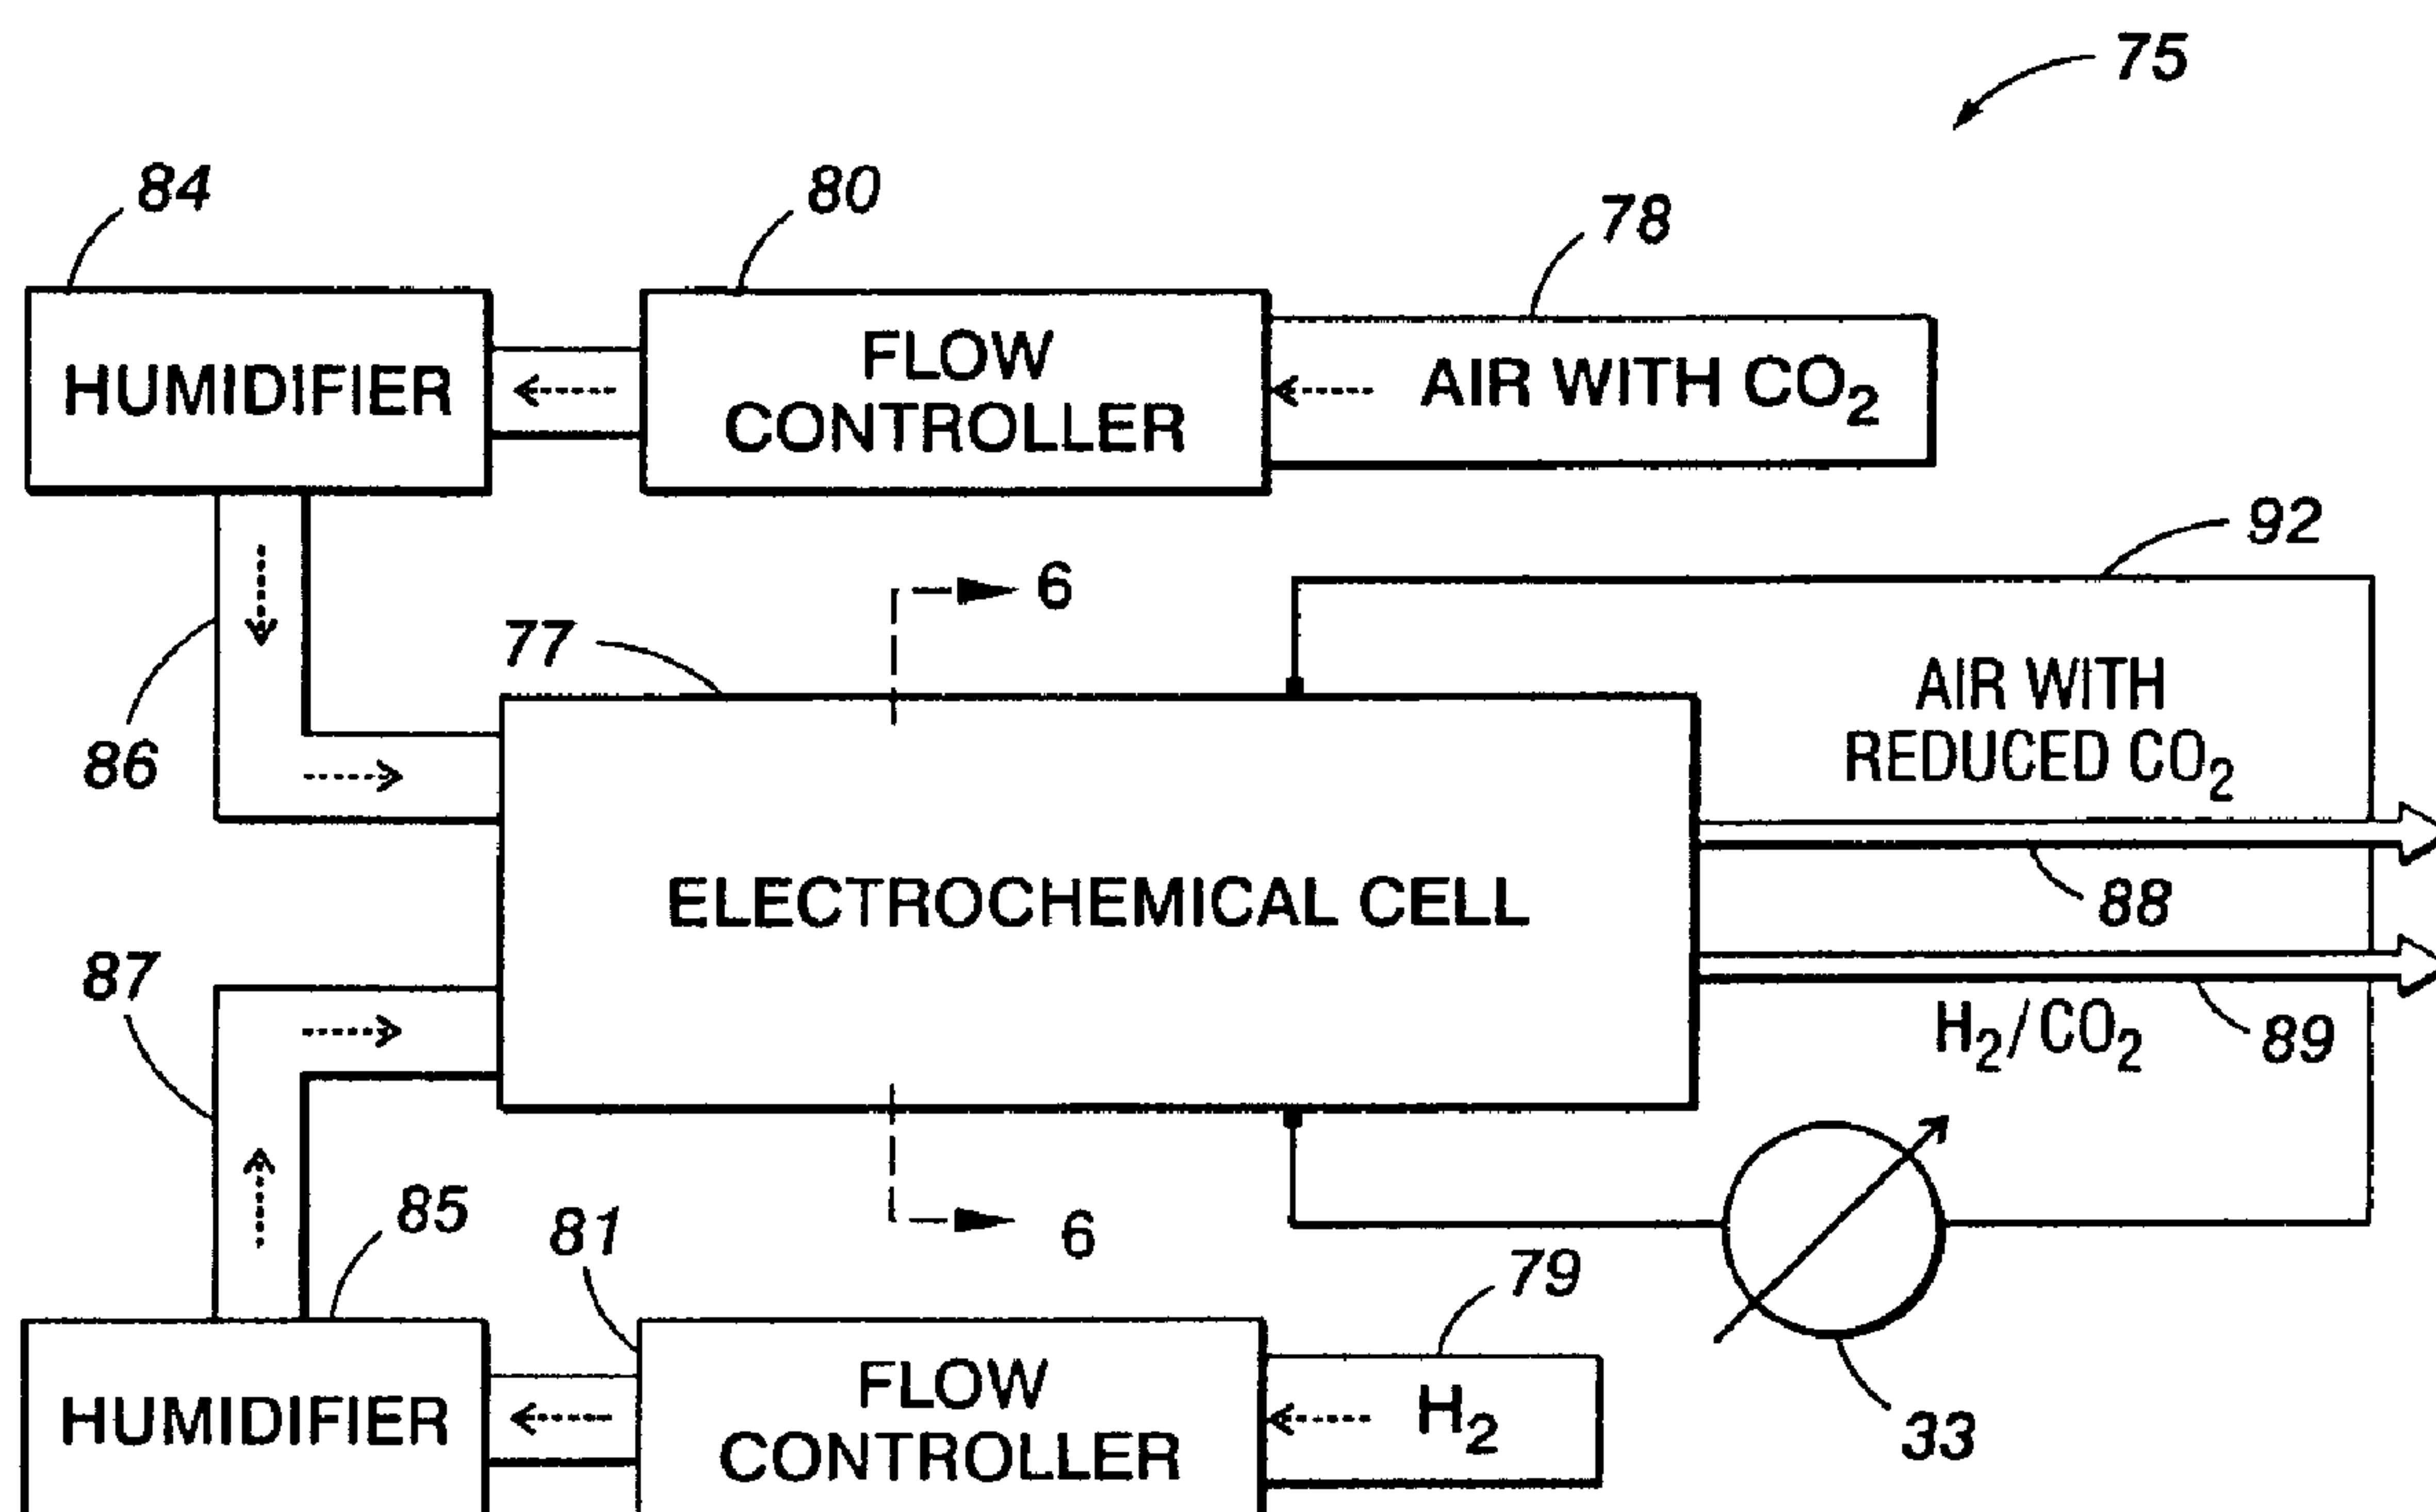 75
84
80
78
HUMIDIFIER
FLOW
CONTROLLER
AIR WITH CO₂
92
6
77
86
AIR WITH
REDUCED CO₂
ELECTROCHEMICAL CELL
88
87
H₂/CO₂
89
85
81
6
79
HUMIDIFIER
FLOW
CONTROLLER
H₂
33